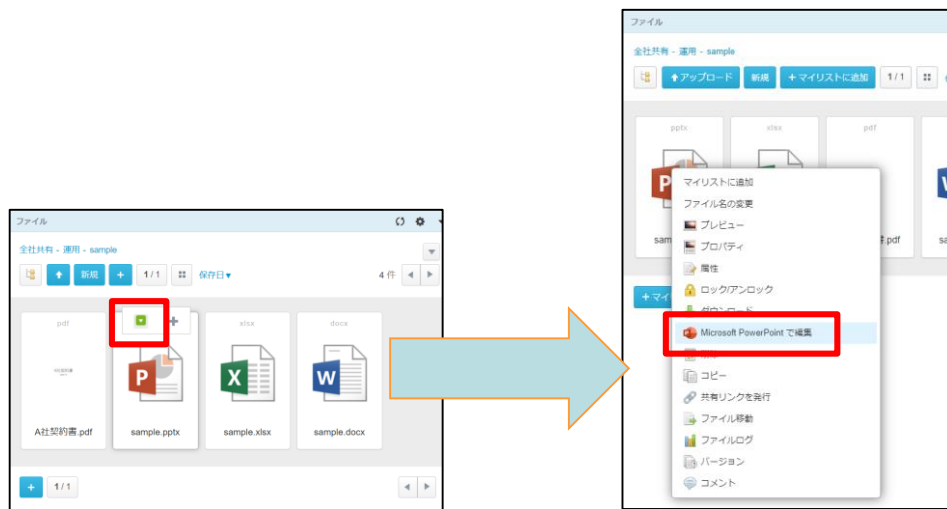 ファイル
全社共有 - 運用 - sample
新規
+
1 / 1
保存日▼
4 件
pdf
xlsx
docx
P
X
W
A社契約書.pdf
sample.pptx
sample.xlsx
sample.docx
+
1 / 1
ファイル
全社共有 - 運用 - sample
アップロード
新規
+ マイリストに追加
1 / 1
pptx
xlsx
pdf
マイリストに追加
ファイル名の変更
プレビュー
プロパティ
属性
ロック/アンロック
ダウンロード
Microsoft PowerPoint で編集
コピー
共有リンクを発行
ファイル移動
ファイルログ
バージョン
コメント